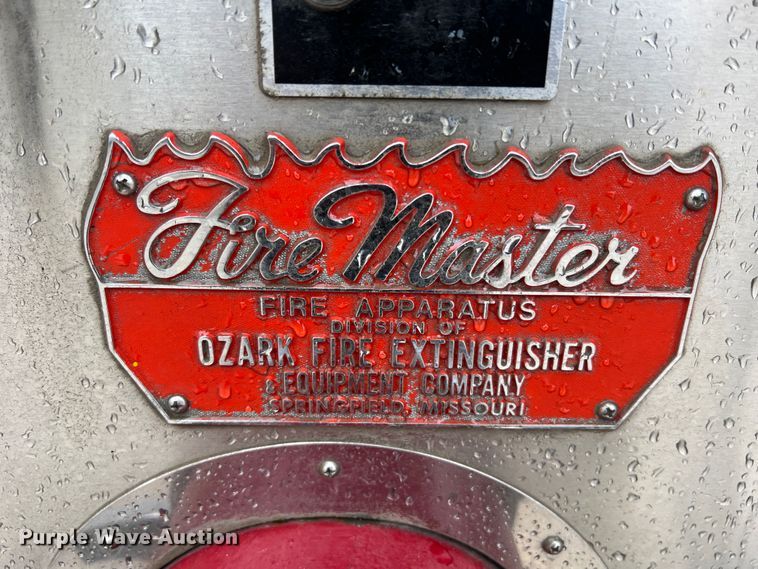 Fire Master
FIRE APPARATUS
DIVISION OF
OZARK FIRE EXTINGUISHER
& EQUIPMENT COMPANY
SPRINGFIELD, MISSOURI
Purple Wave Auction